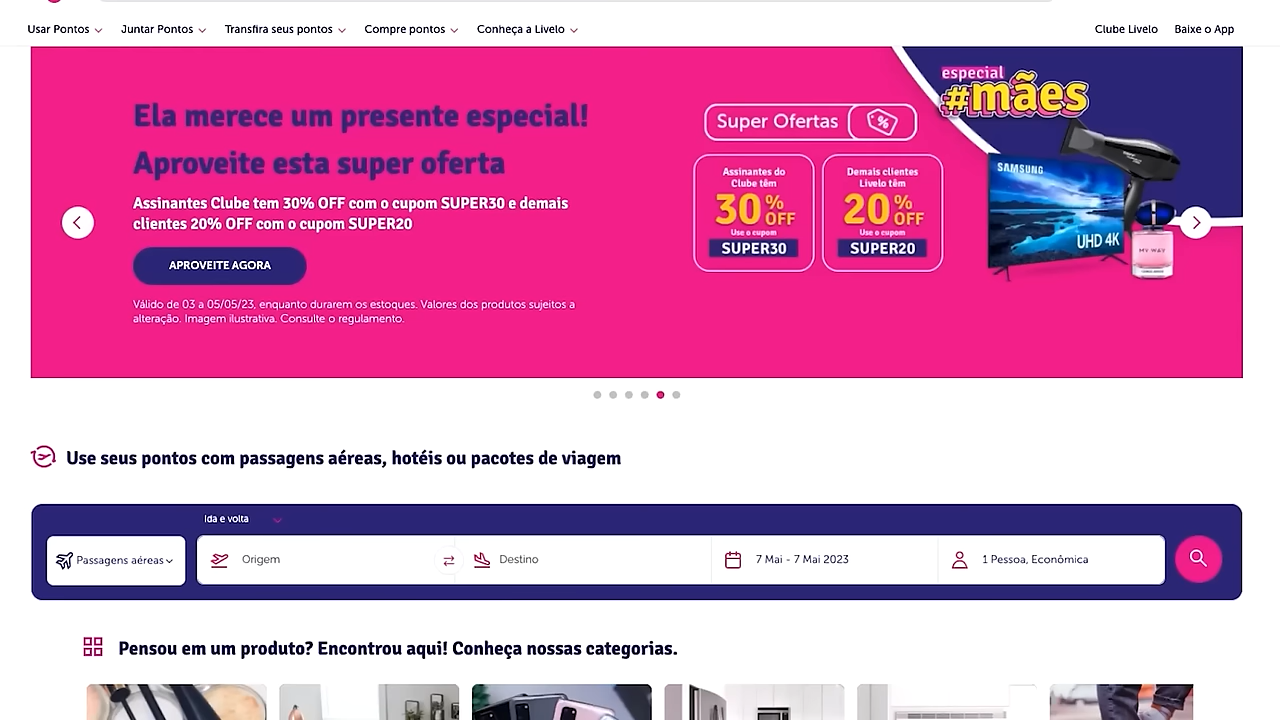 Usar Pontos
Juntar Pontos
Transfira seus pontos
Compre pontos
Conheça a Livelo
Clube Livelo
Baixe o App
Ela merece um presente especial!
Aproveite esta super oferta
Assinantes Clube tem 30% OFF com o cupom SUPER30 e demais
clientes 20% OFF com o cupom SUPER20
APROVEITE AGORA
Válido de 03 a 05/05/23, enquanto durarem os estoques. Valores dos produtos sujeitos a
alteração. Imagem ilustrativa. Consulte o regulamento.
Super Ofertas
%
Assinantes do
Clube têm
30% OFF
Use o cupom
SUPER30
Demais clientes
Livelo têm
20% OFF
Use o cupom
SUPER20
especial
#mães
SAMSUNG
UHD 4K
MY WAY
Use seus pontos com passagens aéreas, hotéis ou pacotes de viagem
Ida e volta
Passagens aéreas
Origem
Destino
7 Mai - 7 Mai 2023
1 Pessoa, Econômica
Pensou em um produto? Encontrou aqui! Conheça nossas categorias.